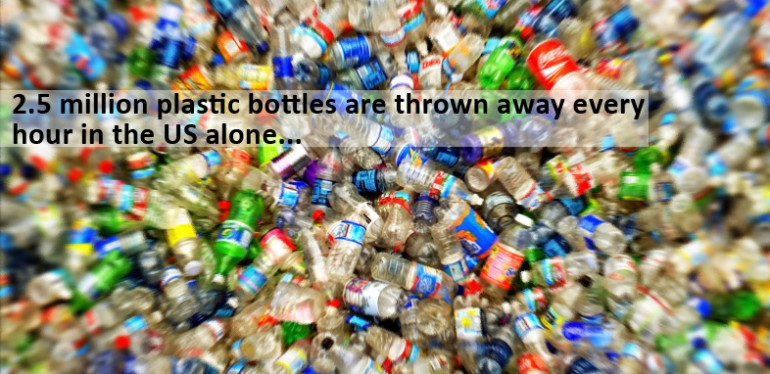 2.5 million plastic bottles are thrown away every
hour in the US alone...